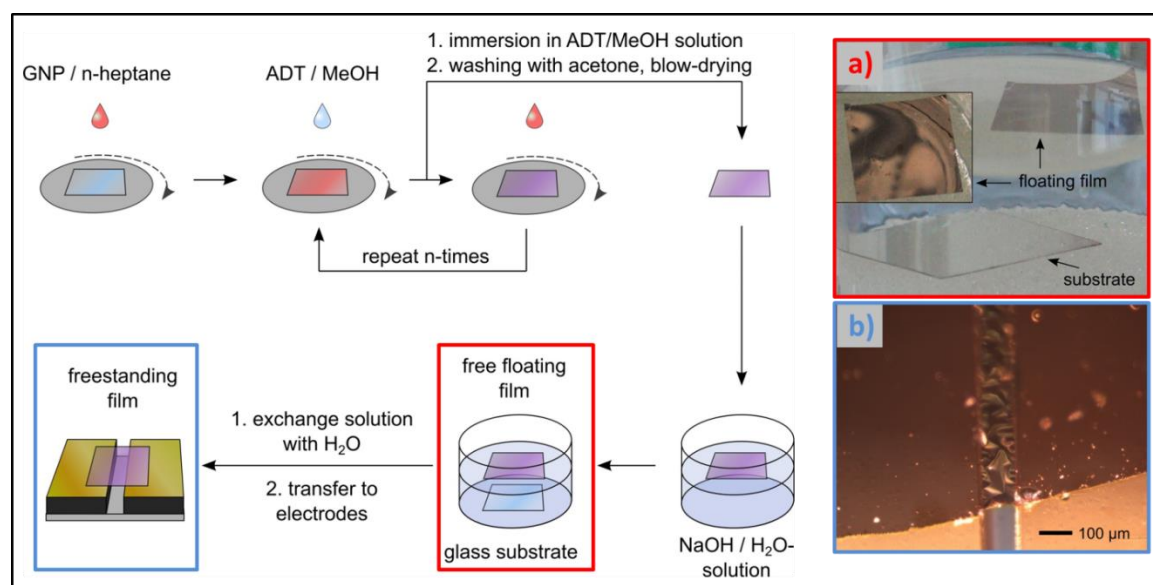 GNP / n-heptane
ADT / MeOH
1. immersion in ADT/MeOH solution
2. washing with acetone, blow-drying
repeat n-times
freestanding
film
1. exchange solution
with H₂O
2. transfer to
electrodes
free floating
film
glass substrate
NaOH / H₂O-
solution
a)
floating film
substrate
b)
100 µm